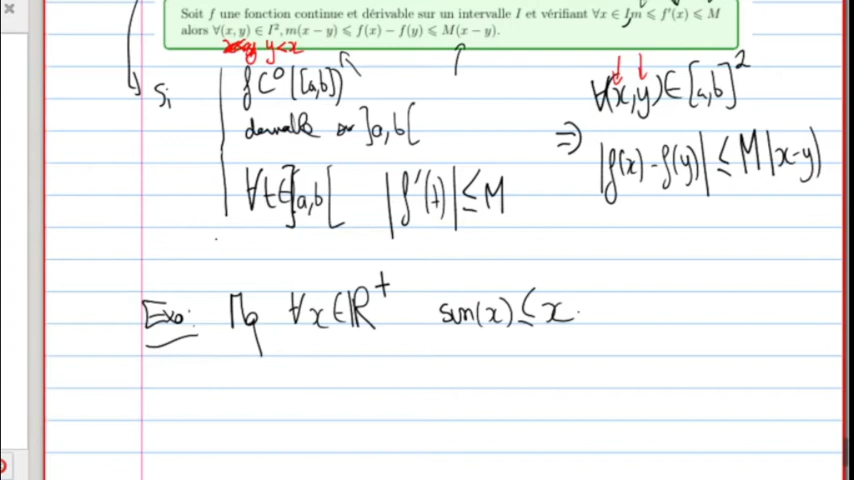 Soit f une fonction continue et dérivable sur un intervalle I et vérifiant ∀x ∈ I, m ⩽ f′(x) ⩽ M
alors ∀(x, y) ∈ I², m(x − y) ⩽ f(x) − f(y) ⩽ M(x − y).
y<x
Si
f C⁰([a,b])
dérivable sur ]a,b[
∀t∈]a,b[ |f'(t)| ≤ M
∀(x,y)∈[a,b]²
⇒ |f(x)-f(y)| ≤ M|x-y|
Exo: Mq ∀x∈ℝ⁺ sin(x) ≤ x.